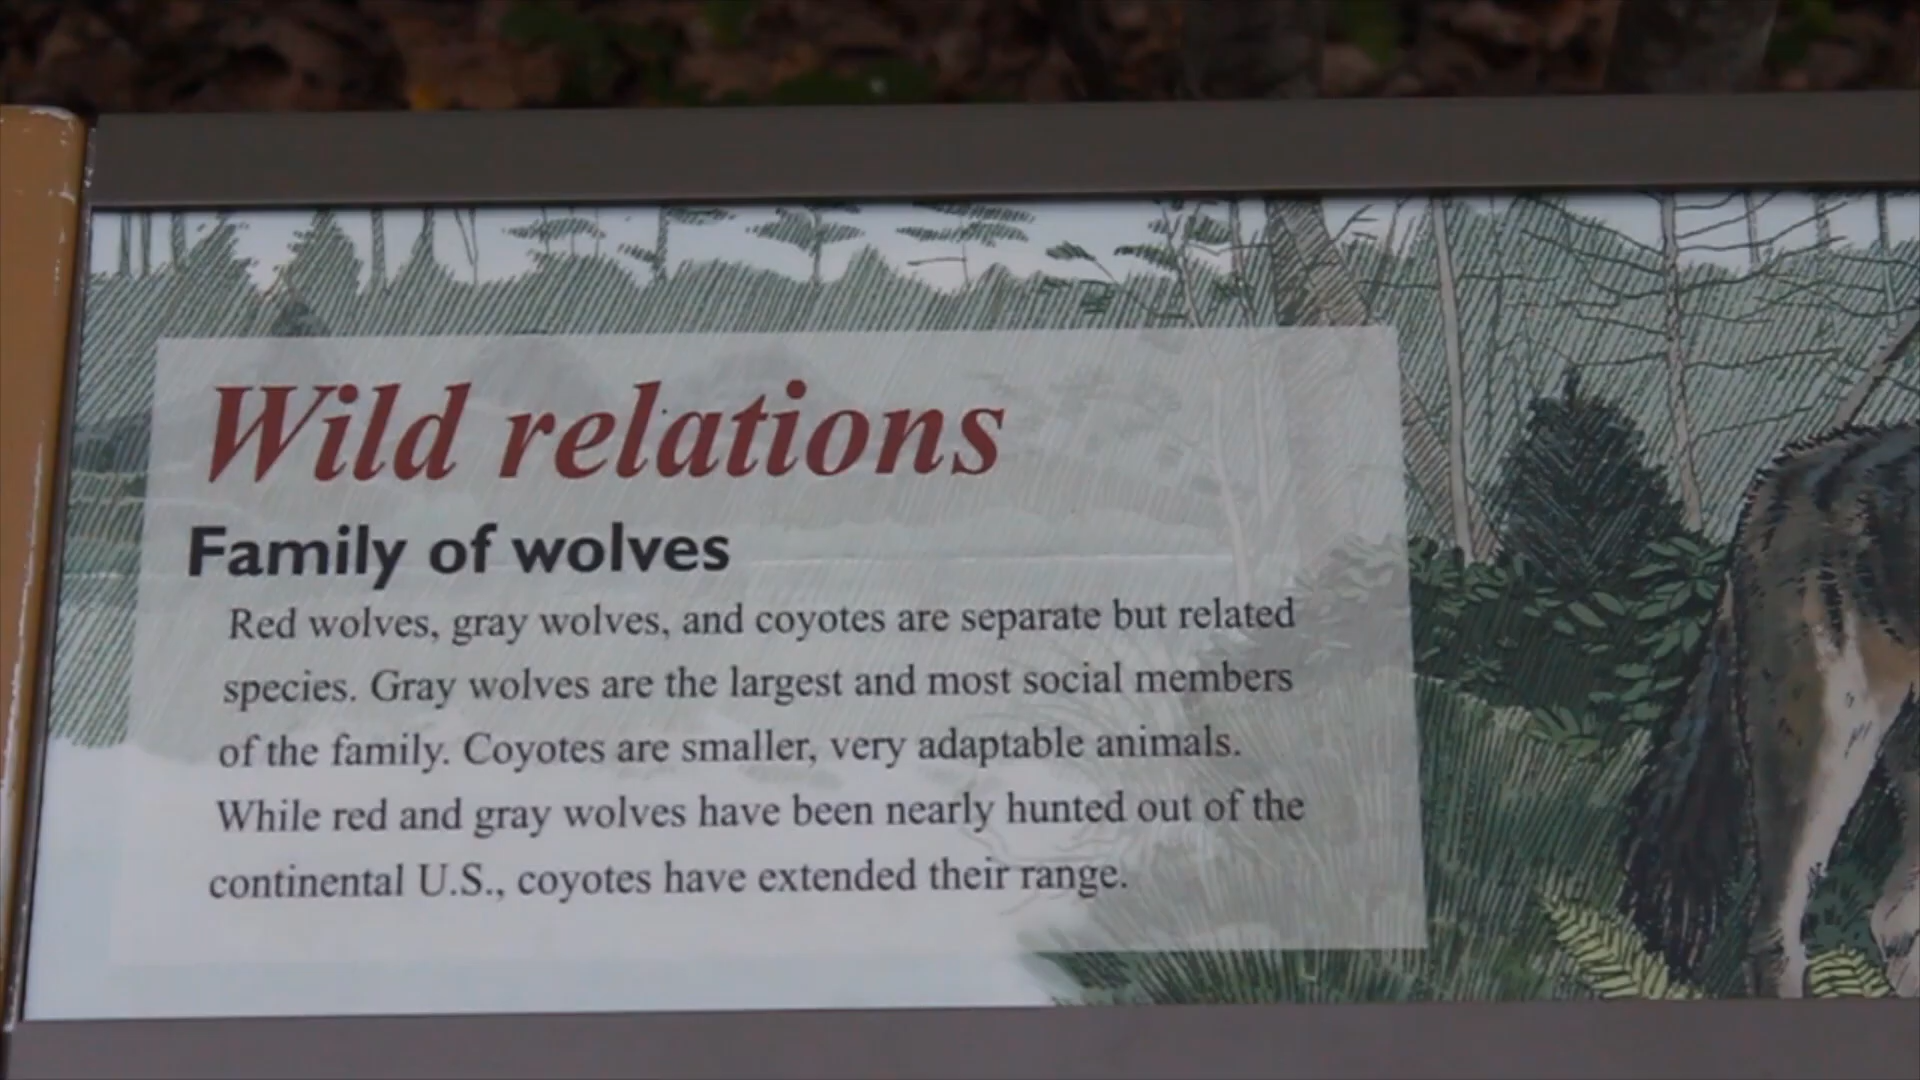 Wild relations
Family of wolves
Red wolves, gray wolves, and coyotes are separate but related
species. Gray wolves are the largest and most social members
of the family. Coyotes are smaller, very adaptable animals.
While red and gray wolves have been nearly hunted out of the
continental U.S., coyotes have extended their range.